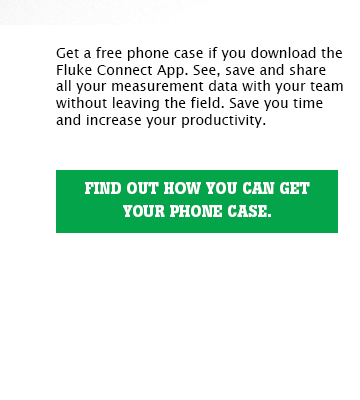 Get a free phone case if you download the
Fluke Connect App. See, save and share
all your measurement data with your team
without leaving the field. Save you time
and increase your productivity.
FIND OUT HOW YOU CAN GET
YOUR PHONE CASE.